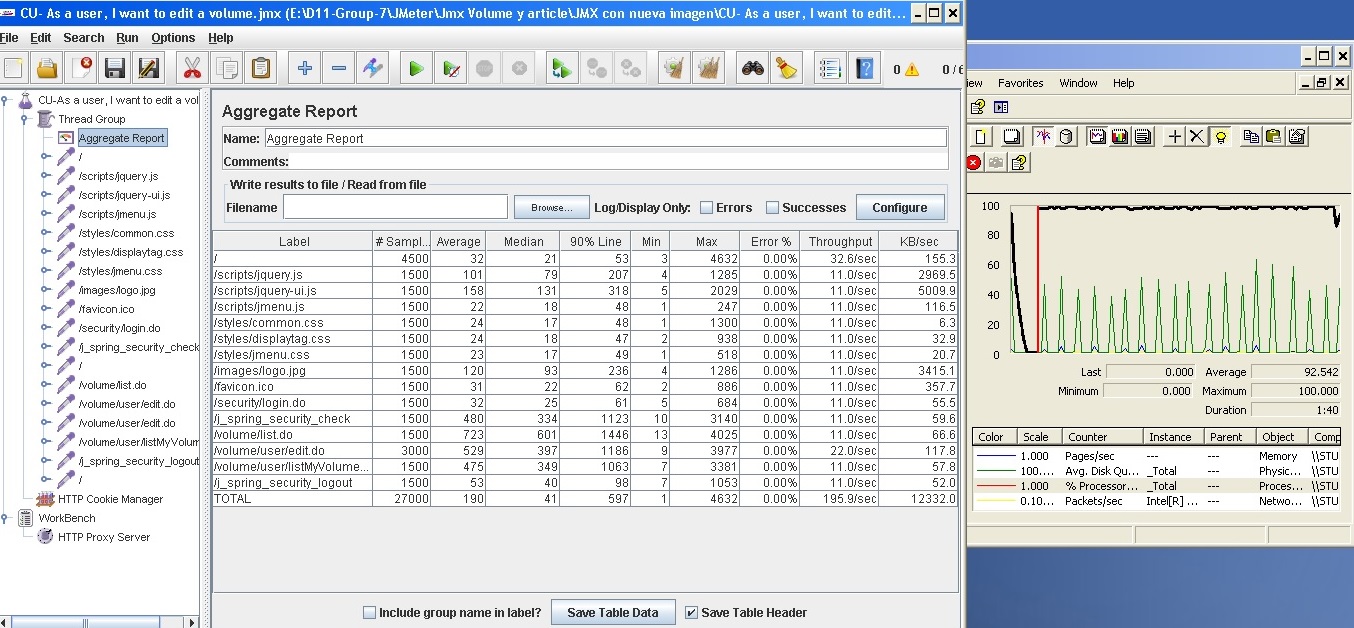 CU- As a user, I want to edit a volume.jmx (E:\D11-Group-7\JMeter\Jmx Volume y article\JMX con nueva imagen\CU- As a user, I want to edit...
File Edit Search Run Options Help
0 0/6
CU-As a user, I want to edit a vol
Thread Group
Aggregate Report
/
/scripts/jquery.js
/scripts/jquery-ui.js
/scripts/jmenu.js
/styles/common.css
/styles/displaytag.css
/styles/jmenu.css
/images/logo.jpg
/favicon.ico
/security/login.do
/j_spring_security_check
/
/volume/list.do
/volume/user/edit.do
/volume/user/edit.do
/volume/user/listMyVolum
/j_spring_security_logout
/
HTTP Cookie Manager
WorkBench
HTTP Proxy Server
Aggregate Report
Name: Aggregate Report
Comments:
Write results to file / Read from file
Filename Browse... Log/Display Only: Errors Successes Configure
Label # Sampl... Average Median 90% Line Min Max Error % Throughput KB/sec
/ 4500 32 21 53 3 4632 0.00% 32.6/sec 155.3
/scripts/jquery.js 1500 101 79 207 4 1285 0.00% 11.0/sec 2969.5
/scripts/jquery-ui.js 1500 158 131 318 5 2029 0.00% 11.0/sec 5009.9
/scripts/jmenu.js 1500 22 18 48 1 247 0.00% 11.0/sec 116.5
/styles/common.css 1500 24 17 48 1 1300 0.00% 11.0/sec 6.3
/styles/displaytag.css 1500 24 18 47 2 938 0.00% 11.0/sec 32.9
/styles/jmenu.css 1500 23 17 49 1 518 0.00% 11.0/sec 20.7
/images/logo.jpg 1500 120 93 236 4 1286 0.00% 11.0/sec 3415.1
/favicon.ico 1500 31 22 62 2 886 0.00% 11.0/sec 357.7
/security/login.do 1500 32 25 61 5 684 0.00% 11.0/sec 55.5
/j_spring_security_check 1500 480 334 1123 10 3140 0.00% 11.0/sec 59.6
/volume/list.do 1500 723 601 1446 13 4025 0.00% 11.0/sec 66.6
/volume/user/edit.do 3000 529 397 1186 9 3977 0.00% 22.0/sec 117.8
/volume/user/listMyVolume... 1500 475 349 1063 7 3381 0.00% 11.0/sec 57.8
/j_spring_security_logout 1500 53 40 98 7 1053 0.00% 11.0/sec 52.0
TOTAL 27000 190 41 597 1 4632 0.00% 195.9/sec 12332.0
Include group name in label? Save Table Data Save Table Header
iew Favorites Window Help
100
80
60
40
20
0
Last 0.000 Average 92.542
Minimum 0.000 Maximum 100.000
Duration 1:40
Color Scale Counter Instance Parent Object Comp
1.000 Pages/sec --- --- Memory \\STU
100.... Avg. Disk Qu... _Total --- Physic... \\STU
1.000 % Processor... _Total --- Proces... \\STU
0.10... Packets/sec Intel[R] ... --- Netwo... \\STU